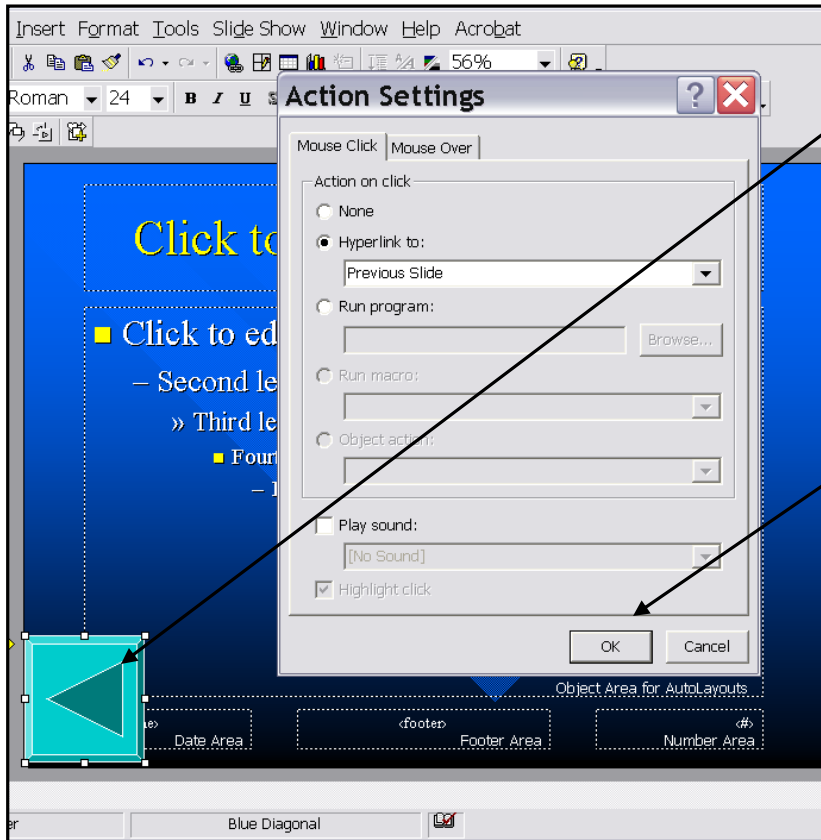 Insert Format Tools Slide Show Window Help Acrobat
56%
Roman 24 B I U S
Action Settings
Mouse Click Mouse Over
Action on click
None
Hyperlink to:
Previous Slide
Run program:
Browse...
Run macro:
Object action:
Play sound:
[No Sound]
Highlight click
OK Cancel
Click to
Click to ed
– Second le
» Third le
Fourt
Object Area for AutoLayouts
Date Area
<footer>
Footer Area
<#>
Number Area
er Blue Diagonal